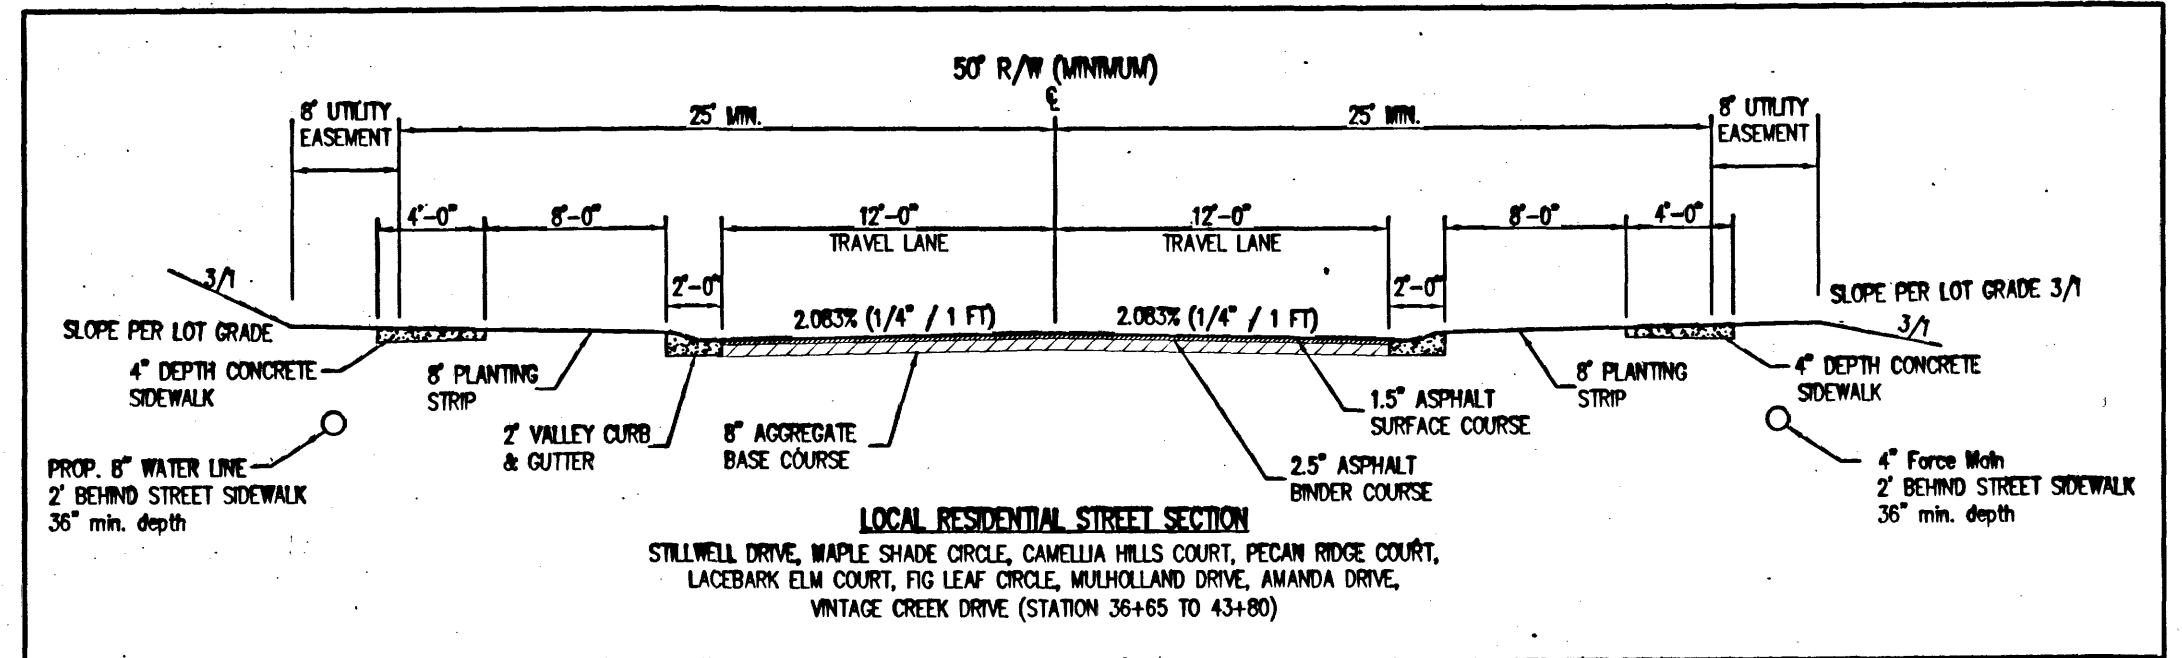 50' R/W (MINIMUM)
℄
8' UTILITY
EASEMENT
25' MIN.
25' MIN.
8' UTILITY
EASEMENT
4'-0"
8'-0"
12'-0"
TRAVEL LANE
12'-0"
TRAVEL LANE
8'-0"
4'-0"
2'-0"
2'-0"
3/1
SLOPE PER LOT GRADE
2.083% (1/4" / 1 FT)
2.083% (1/4" / 1 FT)
SLOPE PER LOT GRADE 3/1
3/1
4" DEPTH CONCRETE
SIDEWALK
8' PLANTING
STRIP
2' VALLEY CURB
& GUTTER
8" AGGREGATE
BASE COURSE
1.5" ASPHALT
SURFACE COURSE
2.5" ASPHALT
BINDER COURSE
8' PLANTING
STRIP
4" DEPTH CONCRETE
SIDEWALK
PROP. 8" WATER LINE
2' BEHIND STREET SIDEWALK
36" min. depth
4" Force Main
2' BEHIND STREET SIDEWALK
36" min. depth
LOCAL RESIDENTIAL STREET SECTION
STILLWELL DRIVE, MAPLE SHADE CIRCLE, CAMELLIA HILLS COURT, PECAN RIDGE COURT,
LACEBARK ELM COURT, FIG LEAF CIRCLE, MULHOLLAND DRIVE, AMANDA DRIVE,
VINTAGE CREEK DRIVE (STATION 36+65 TO 43+80)